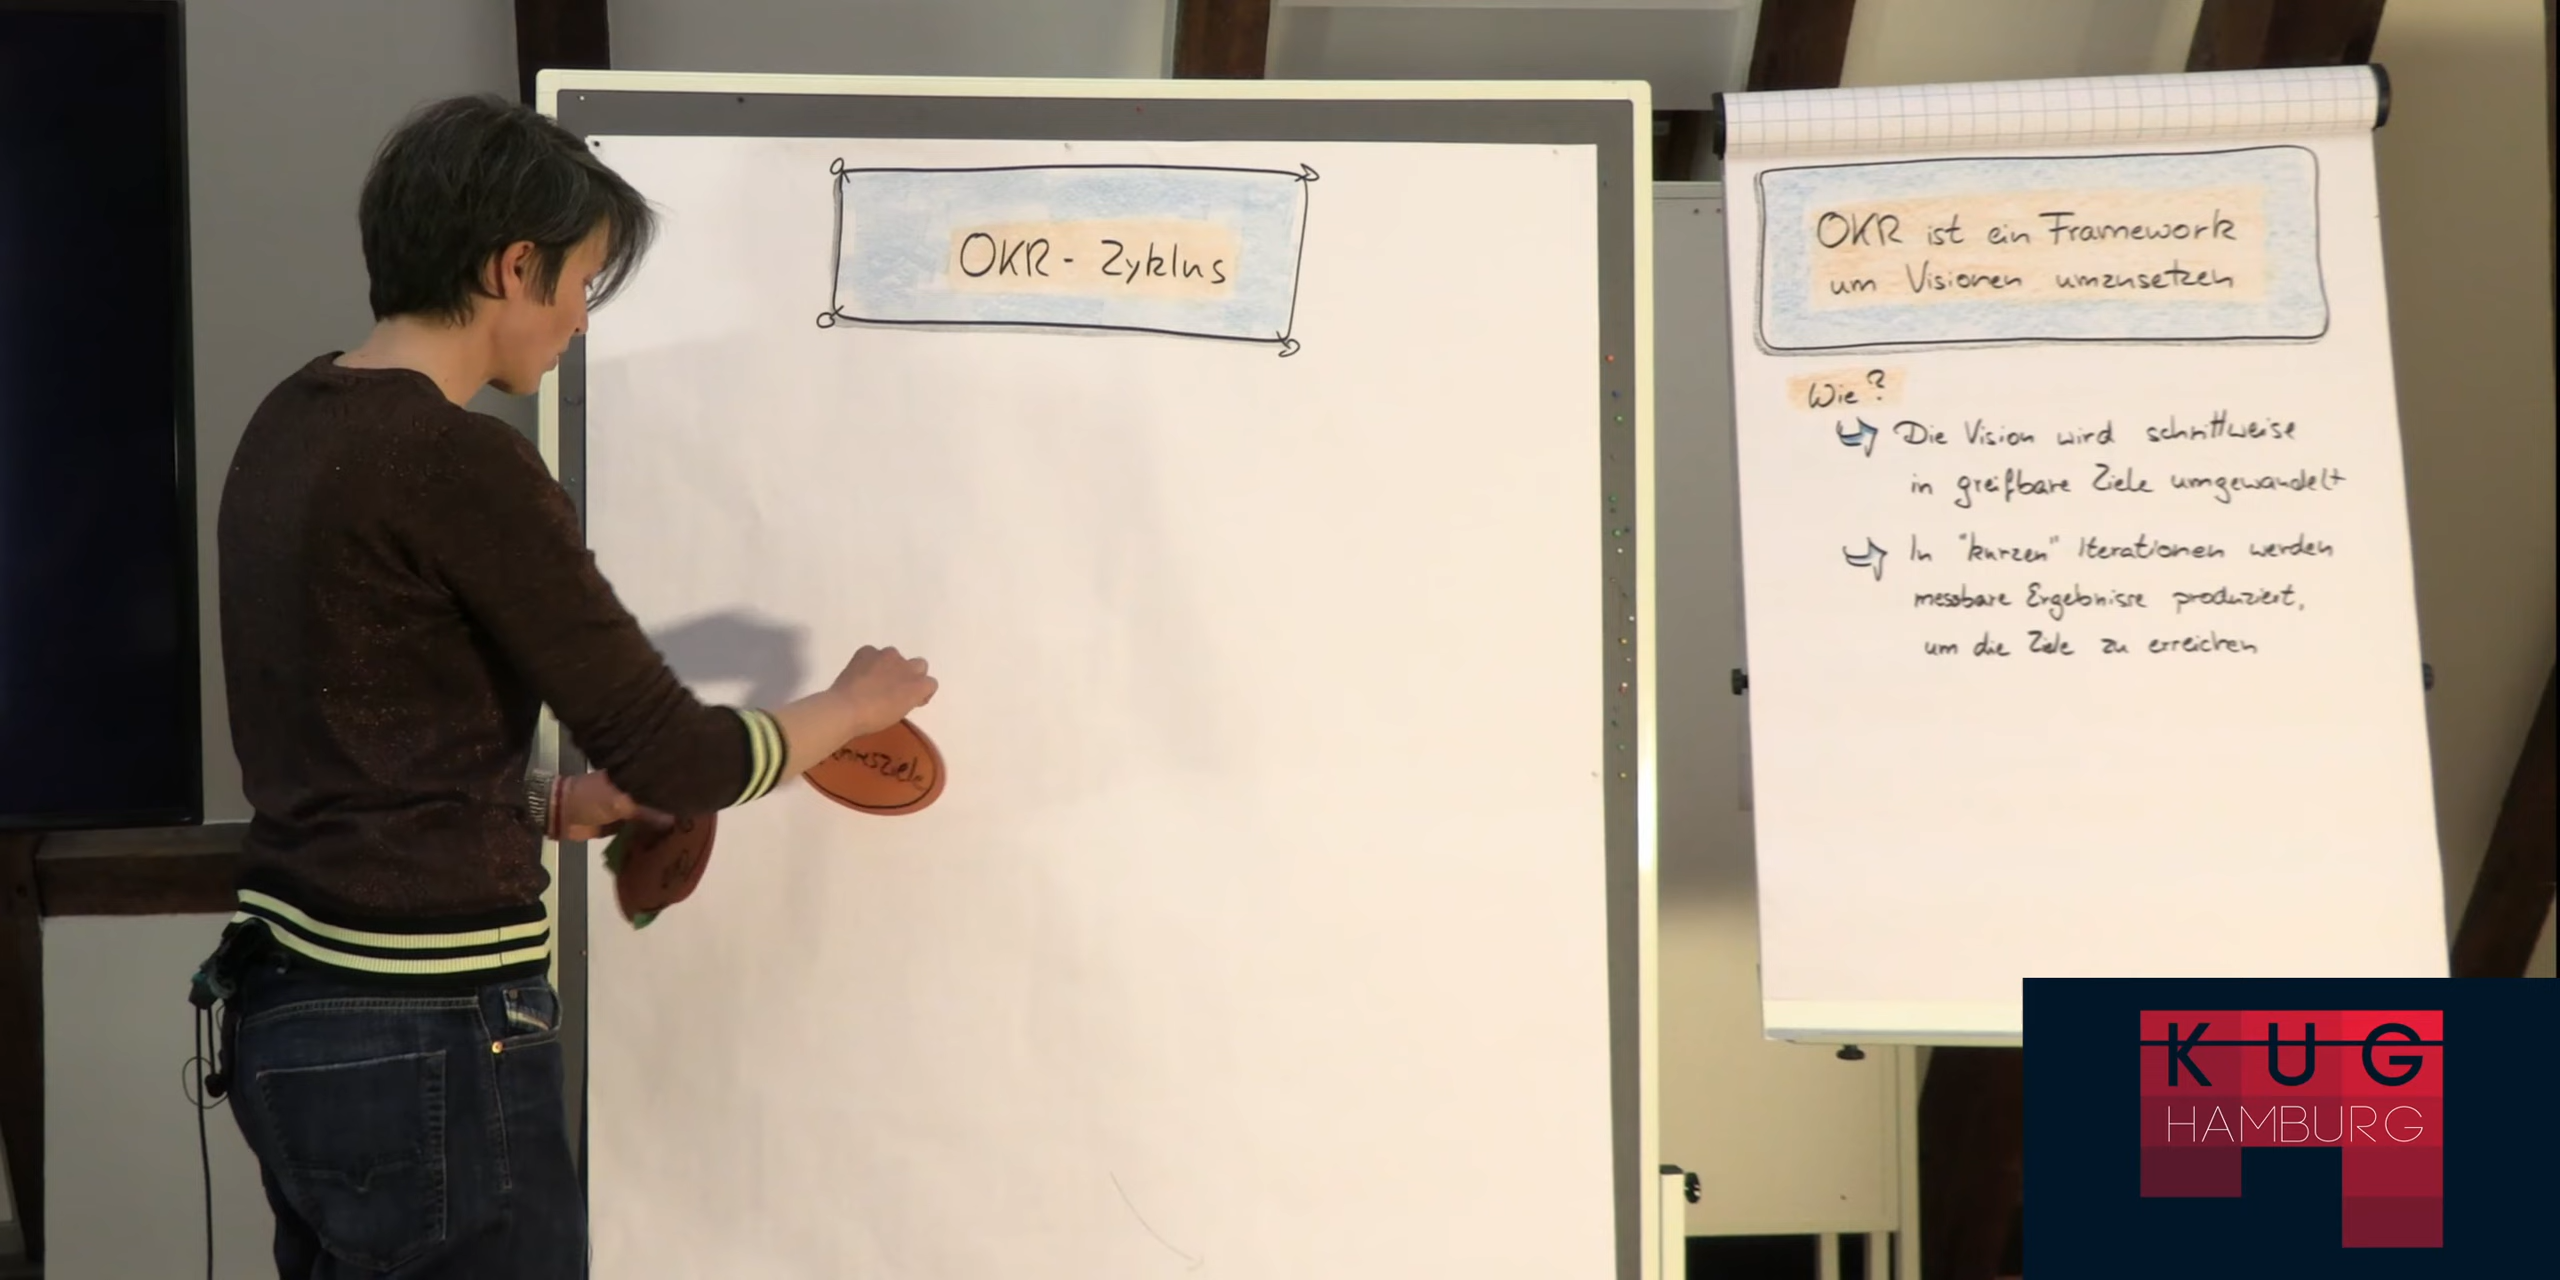 OKR - Zyklus
OKR ist ein Framework
um Visionen umzusetzen
Wie?
Die Vision wird schrittweise
in greifbare Ziele umgewandelt
In "kurzen" Iterationen werden
messbare Ergebnisse produziert,
um die Ziele zu erreichen
KUG
HAMBURG